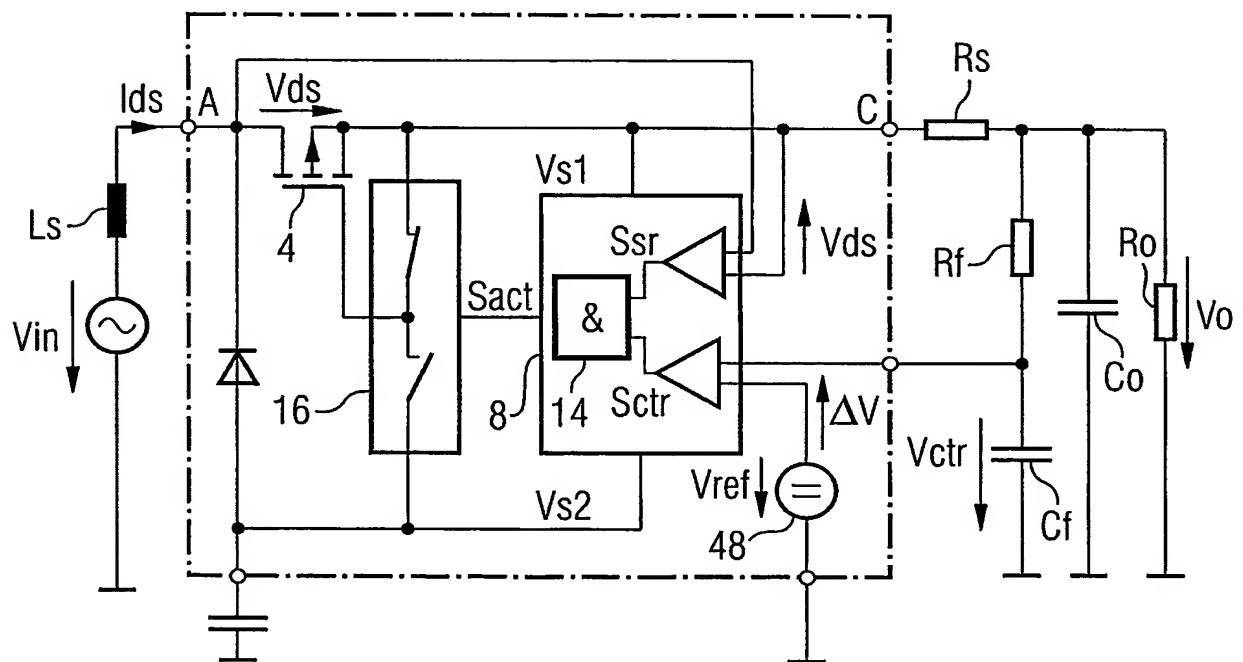 Ids
A
Vds
C
Rs
Ls
4
Vs1
Ssr
Vds
Rf
Ro
Vin
Sact
&
Vo
16
8
14
Sctr
ΔV
Co
Vctr
Vref
=
Vs2
48
Cf